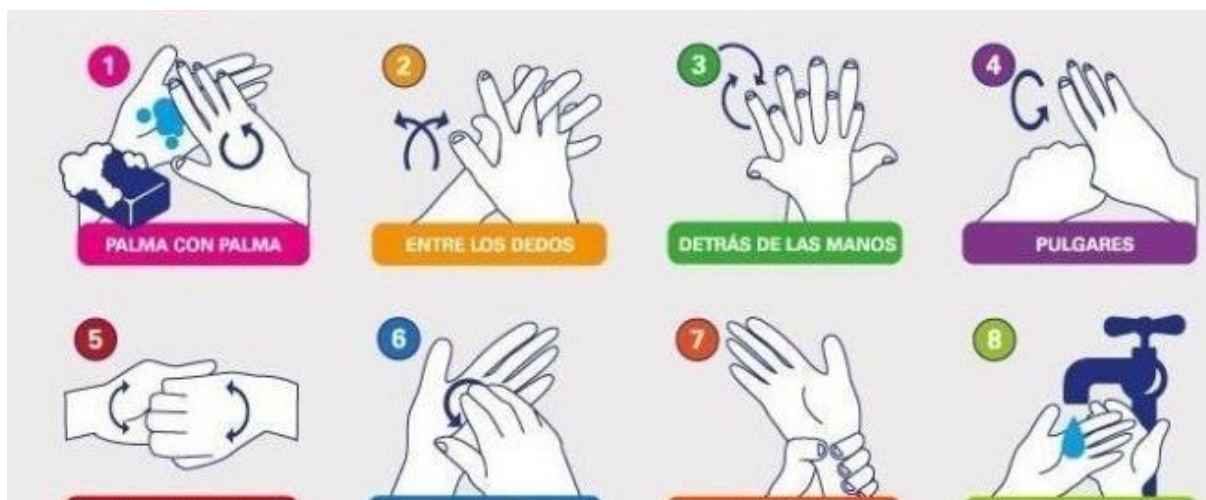 1
2
3
4
PALMA CON PALMA
ENTRE LOS DEDOS
DETRÁS DE LAS MANOS
PULGARES
5
6
7
8